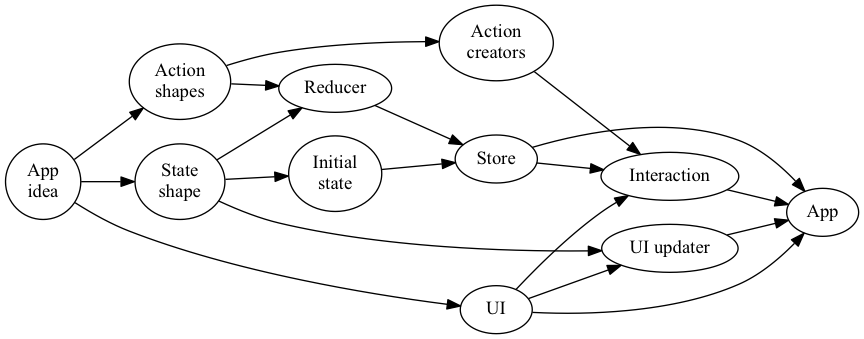 App
idea
Action
shapes
State
shape
Reducer
Initial
state
Action
creators
Store
UI
Interaction
UI updater
App